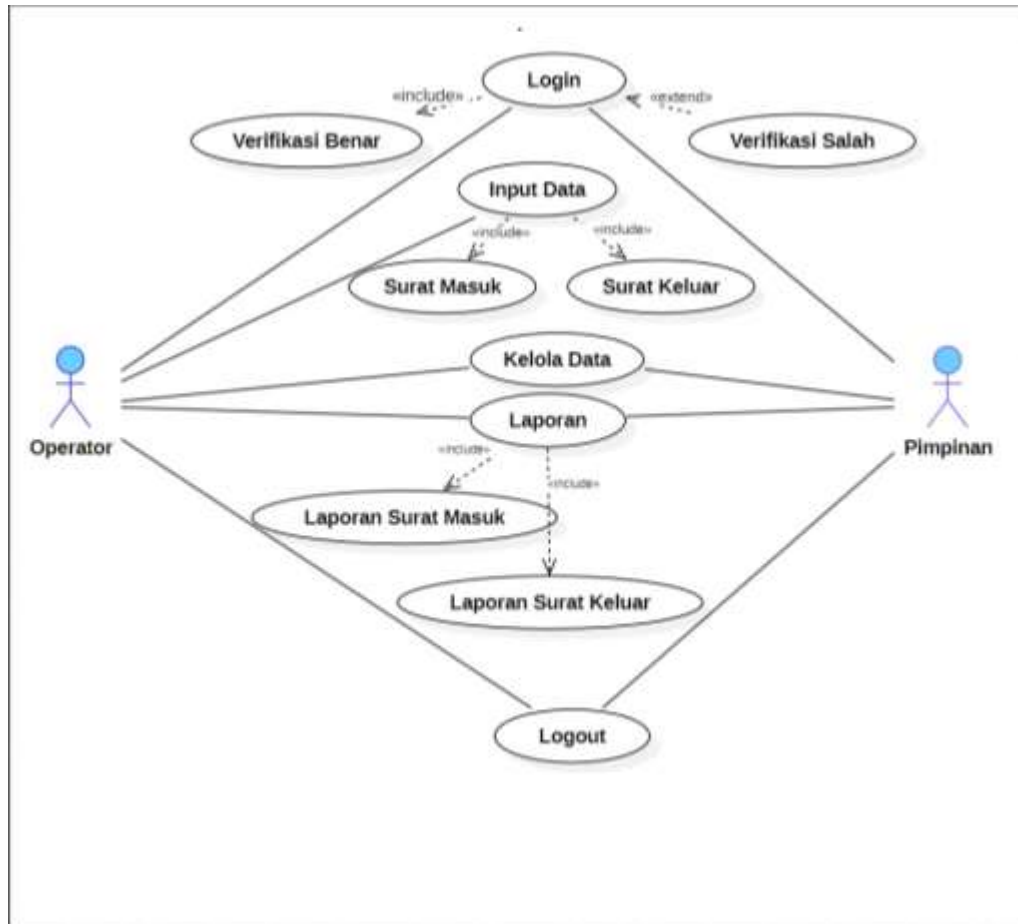 Login
«include»
«extend»
Verifikasi Benar
Verifikasi Salah
Input Data
«include»
«include»
Surat Masuk
Surat Keluar
Kelola Data
Laporan
Operator
Pimpinan
«include»
«include»
Laporan Surat Masuk
Laporan Surat Keluar
Logout